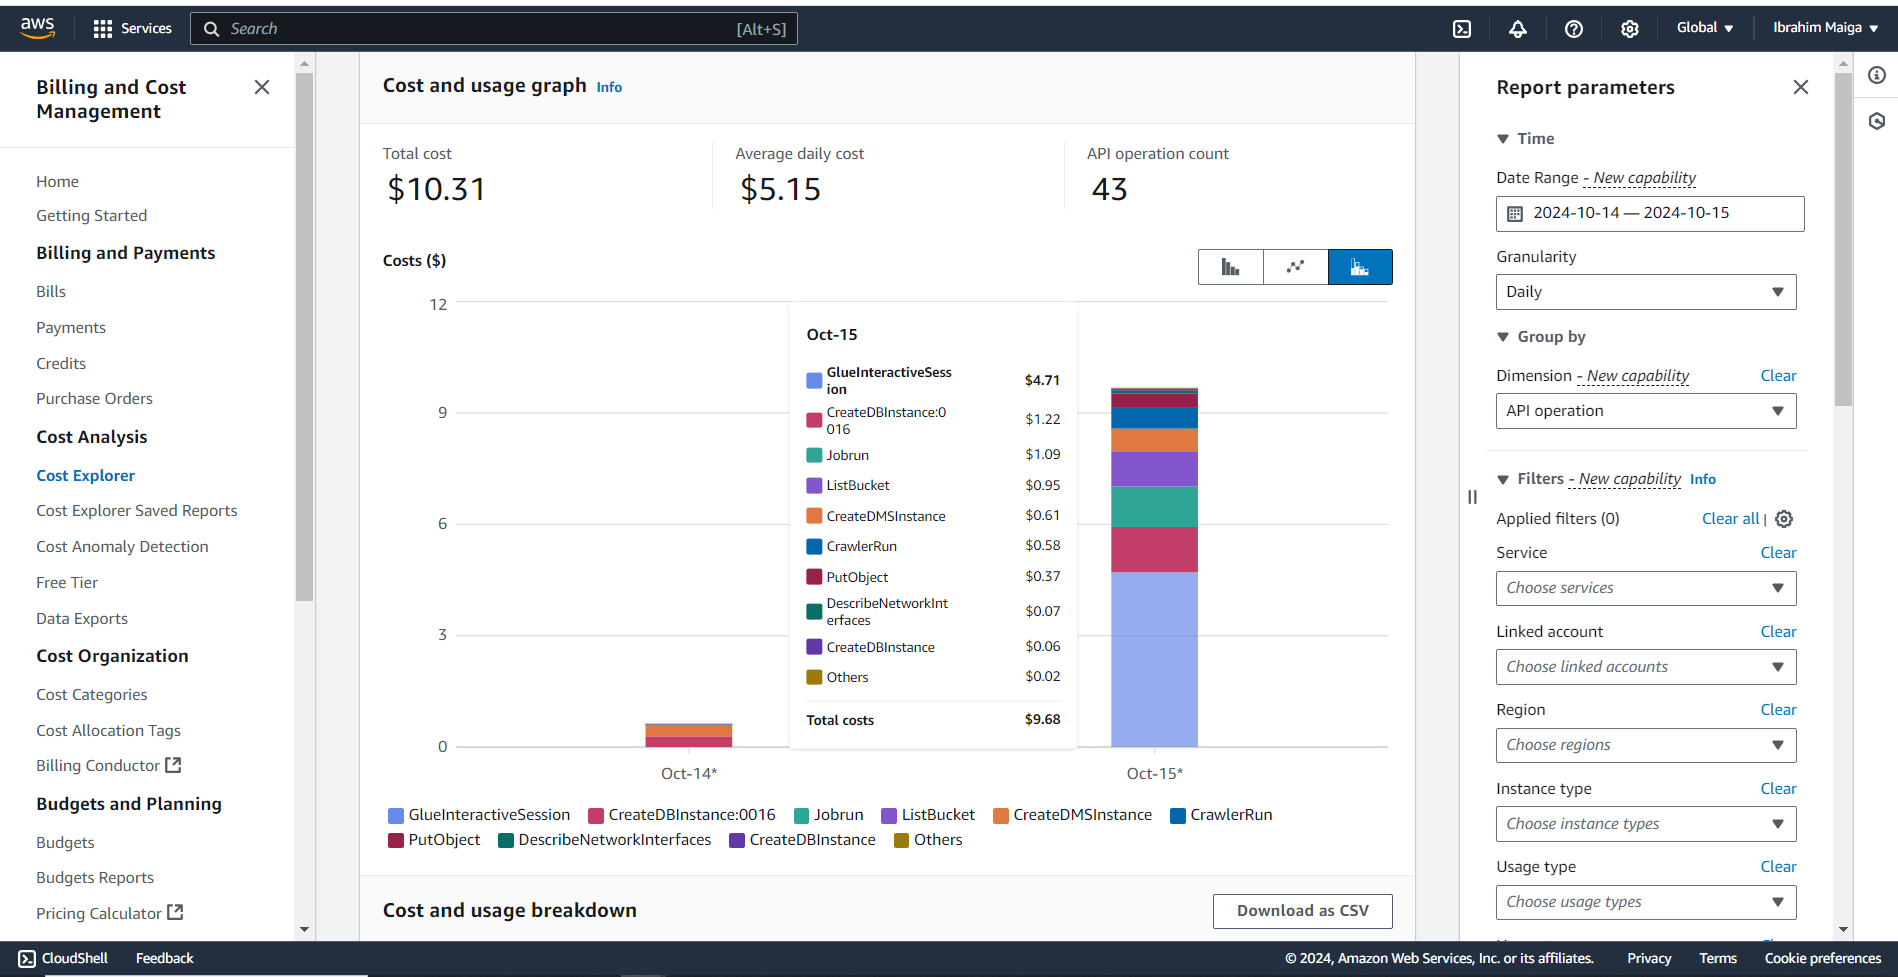 aws
Services
Search
[Alt+S]
Global
Ibrahim Maiga
Billing and Cost
Management
Home
Getting Started
Billing and Payments
Bills
Payments
Credits
Purchase Orders
Cost Analysis
Cost Explorer
Cost Explorer Saved Reports
Cost Anomaly Detection
Free Tier
Data Exports
Cost Organization
Cost Categories
Cost Allocation Tags
Billing Conductor
Budgets and Planning
Budgets
Budgets Reports
Pricing Calculator
Cost and usage graph Info
Total cost
$10.31
Average daily cost
$5.15
API operation count
43
Costs ($)
12
9
6
3
0
Oct-15
GlueInteractiveSess
ion
$4.71
CreateDBInstance:0
016
$1.22
Jobrun $1.09
ListBucket $0.95
CreateDMSInstance $0.61
CrawlerRun $0.58
PutObject $0.37
DescribeNetworkInt
erfaces
$0.07
CreateDBInstance $0.06
Others $0.02
Total costs $9.68
Oct-14* Oct-15*
GlueInteractiveSession CreateDBInstance:0016 Jobrun ListBucket CreateDMSInstance CrawlerRun
PutObject DescribeNetworkInterfaces CreateDBInstance Others
Cost and usage breakdown
Download as CSV
Report parameters
Time
Date Range - New capability
2024-10-14 — 2024-10-15
Granularity
Daily
Group by
Dimension - New capability Clear
API operation
Filters - New capability Info
Applied filters (0) Clear all |
Service Clear
Choose services
Linked account Clear
Choose linked accounts
Region Clear
Choose regions
Instance type Clear
Choose instance types
Usage type Clear
Choose usage types
CloudShell Feedback
© 2024, Amazon Web Services, Inc. or its affiliates. Privacy Terms Cookie preferences